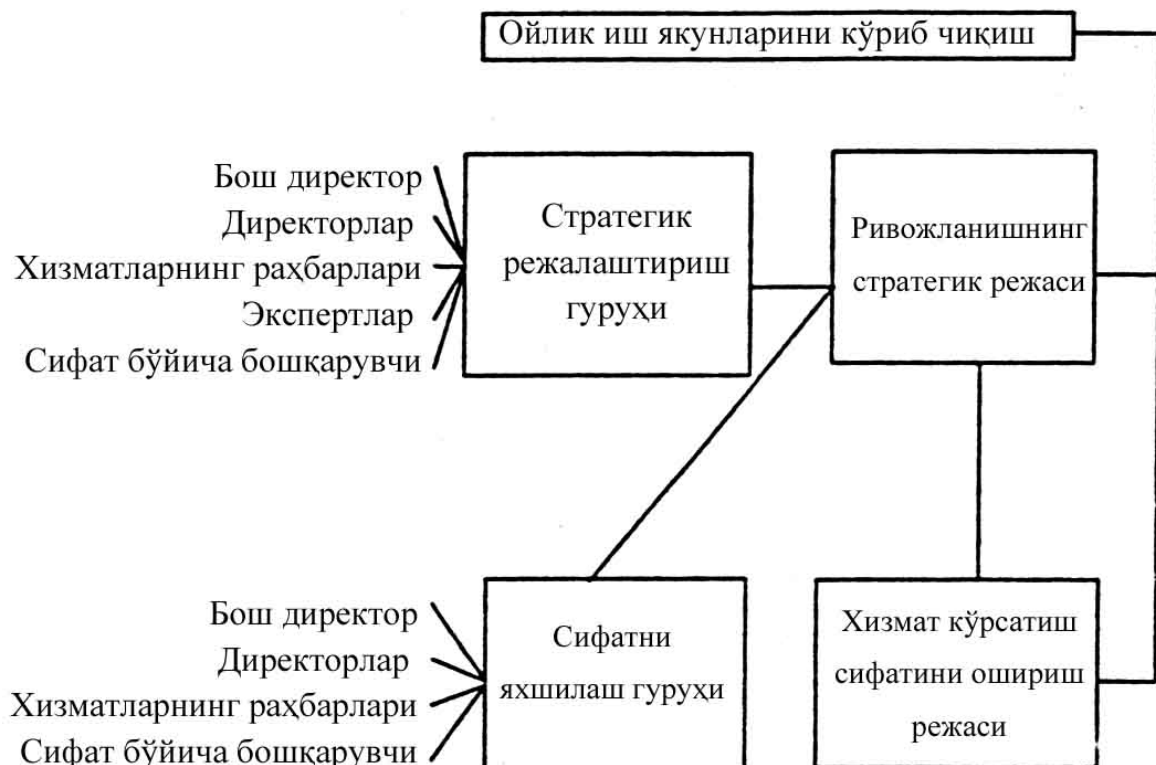 Ойлик иш якунларини кўриб чиқиш
Бош директор
Директорлар
Хизматларнинг раҳбарлари
Экспертлар
Сифат бўйича бошқарувчи
Стратегик
режалаштириш
гуруҳи
Ривожланишнинг
стратегик режаси
Бош директор
Директорлар
Хизматларнинг раҳбарлари
Сифат бўйича бошқарувчи
Сифатни
яхшилаш гуруҳи
Хизмат кўрсатиш
сифатини ошириш
режаси